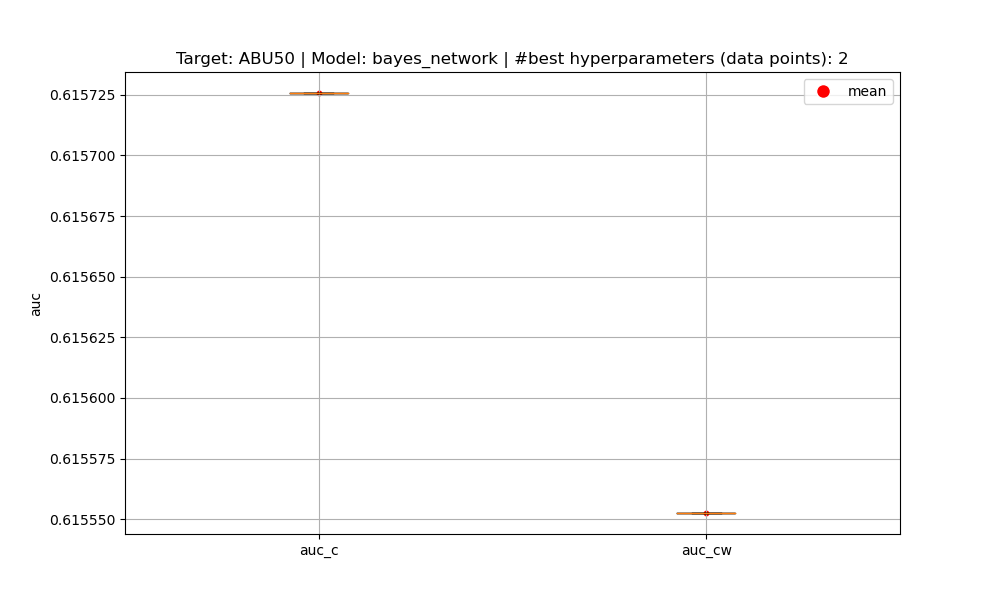 Target: ABU50 | Model: bayes_network | #best hyperparameters (data points): 2
mean
0.615725
0.615700
0.615675
0.615650
0.615625
0.615600
0.615575
0.615550
auc
auc_c
auc_cw